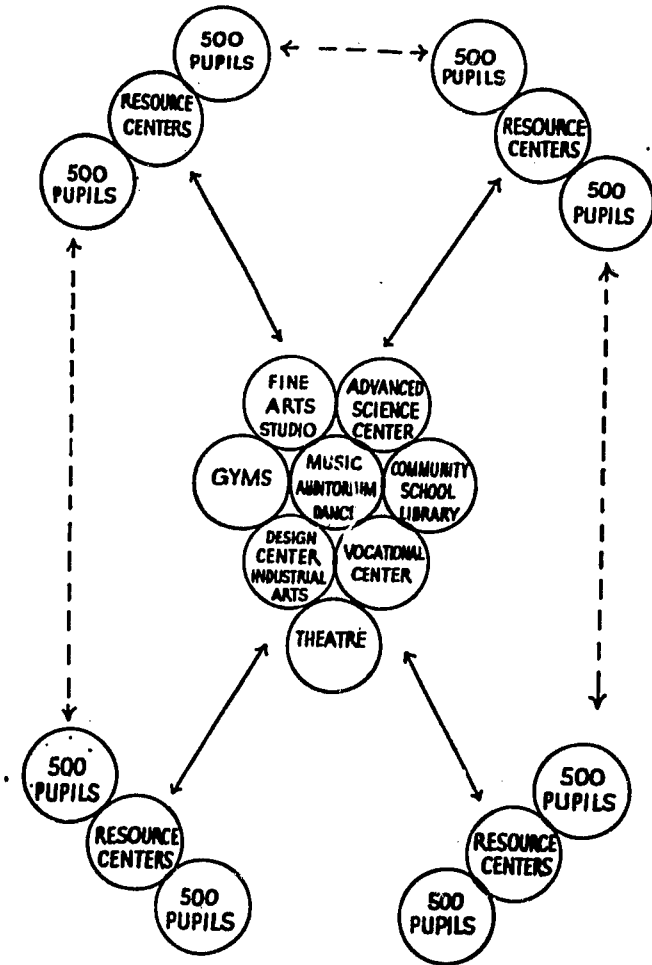 500
PUPILS
RESOURCE
CENTERS
500
PUPILS
500
PUPILS
RESOURCE
CENTERS
500
PUPILS
FINE
ARTS
STUDIO
ADVANCED
SCIENCE
CENTER
GYMS
MUSIC
AUDITORIUM
DANCE
COMMUNITY
SCHOOL
LIBRARY
DESIGN
CENTER
INDUSTRIAL
ARTS
VOCATIONAL
CENTER
THEATRE
500
PUPILS
RESOURCE
CENTERS
500
PUPILS
500
PUPILS
RESOURCE
CENTERS
500
PUPILS